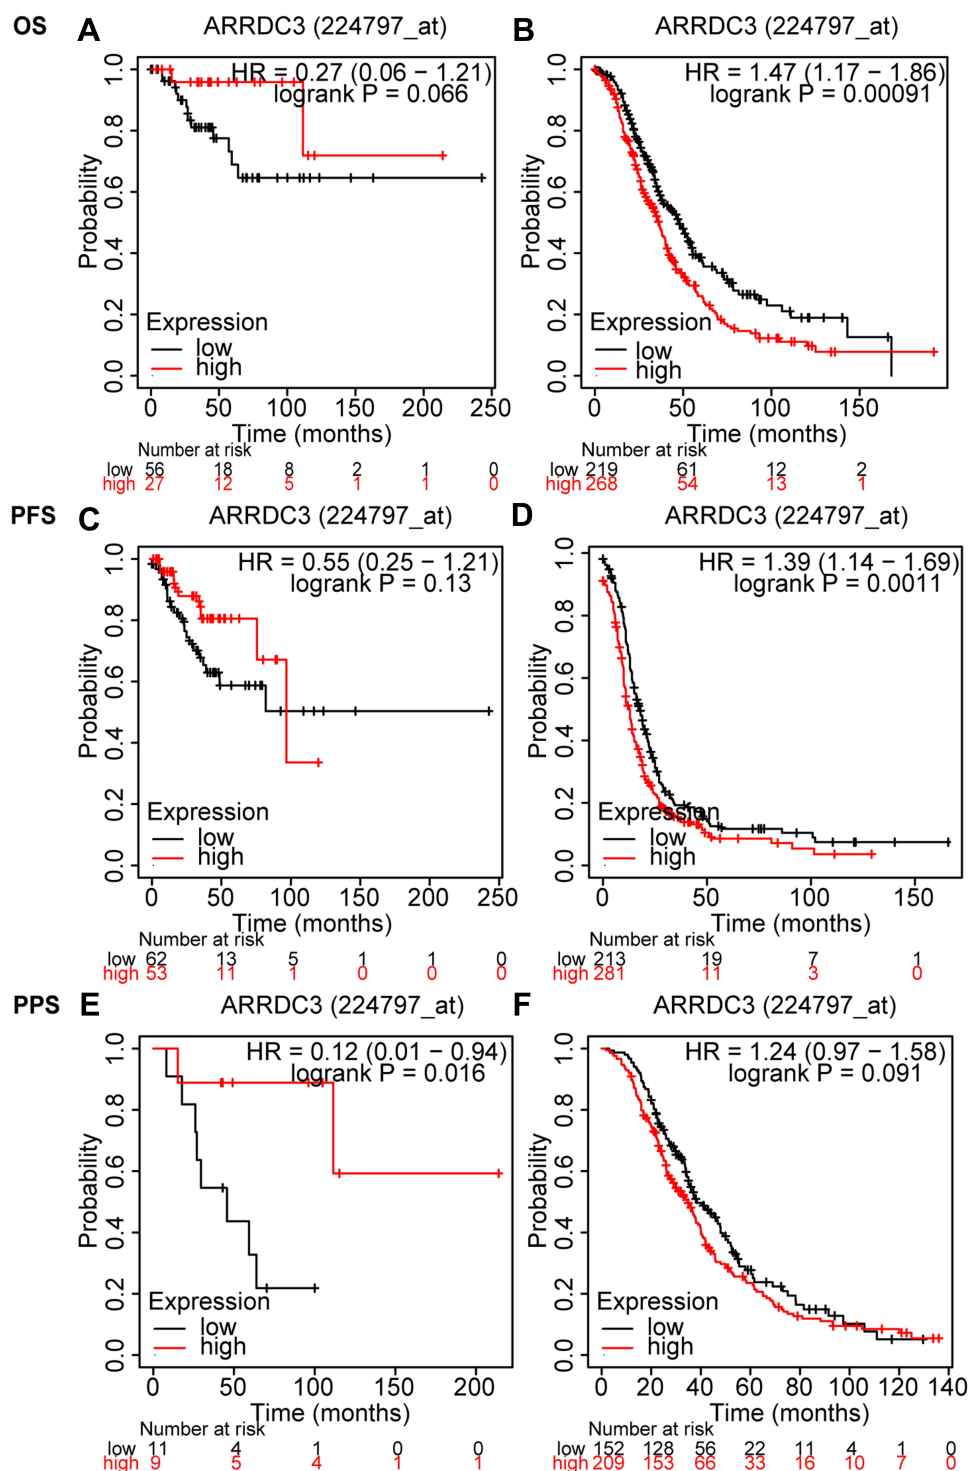 OS A ARRDC3 (224797_at)
HR = 0.27 (0.06 − 1.21)
logrank P = 0.066
Probability
1.0
0.8
0.6
0.4
0.2
0.0
Expression
low
high
0 50 100 150 200 250
Time (months)
Number at risk
low 56 18 8 2 1 0
high 27 12 5 1 1 0
B ARRDC3 (224797_at)
HR = 1.47 (1.17 − 1.86)
logrank P = 0.00091
Probability
1.0
0.8
0.6
0.4
0.2
0.0
Expression
low
high
0 50 100 150
Time (months)
Number at risk
low 219 61 12 2
high 268 54 13 1
PFS C ARRDC3 (224797_at)
HR = 0.55 (0.25 − 1.21)
logrank P = 0.13
Probability
1.0
0.8
0.6
0.4
0.2
0.0
Expression
low
high
0 50 100 150 200 250
Time (months)
Number at risk
low 62 13 5 1 1 0
high 53 11 1 0 0 0
D ARRDC3 (224797_at)
HR = 1.39 (1.14 − 1.69)
logrank P = 0.0011
Probability
1.0
0.8
0.6
0.4
0.2
0.0
Expression
low
high
0 50 100 150
Time (months)
Number at risk
low 213 19 7 1
high 281 11 3 0
PPS E ARRDC3 (224797_at)
HR = 0.12 (0.01 − 0.94)
logrank P = 0.016
Probability
1.0
0.8
0.6
0.4
0.2
0.0
Expression
low
high
0 50 100 150 200
Time (months)
Number at risk
low 11 4 1 0 0
high 9 5 4 1 1
F ARRDC3 (224797_at)
HR = 1.24 (0.97 − 1.58)
logrank P = 0.091
Probability
1.0
0.8
0.6
0.4
0.2
0.0
Expression
low
high
0 20 40 60 80 100 120 140
Time (months)
Number at risk
low 152 128 56 22 11 4 1 0
high 209 153 66 33 16 10 7 0